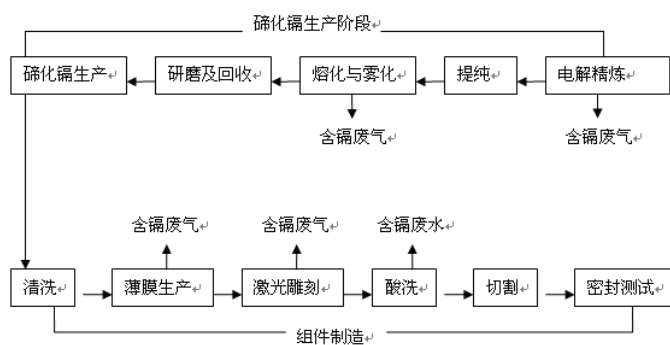 碲化镉生产阶段
碲化镉生产 研磨及回收 熔化与雾化 提纯 电解精炼
含镉废气 含镉废气
含镉废气 含镉废气 含镉废水
清洗 薄膜生产 激光雕刻 酸洗 切割 密封测试
组件制造